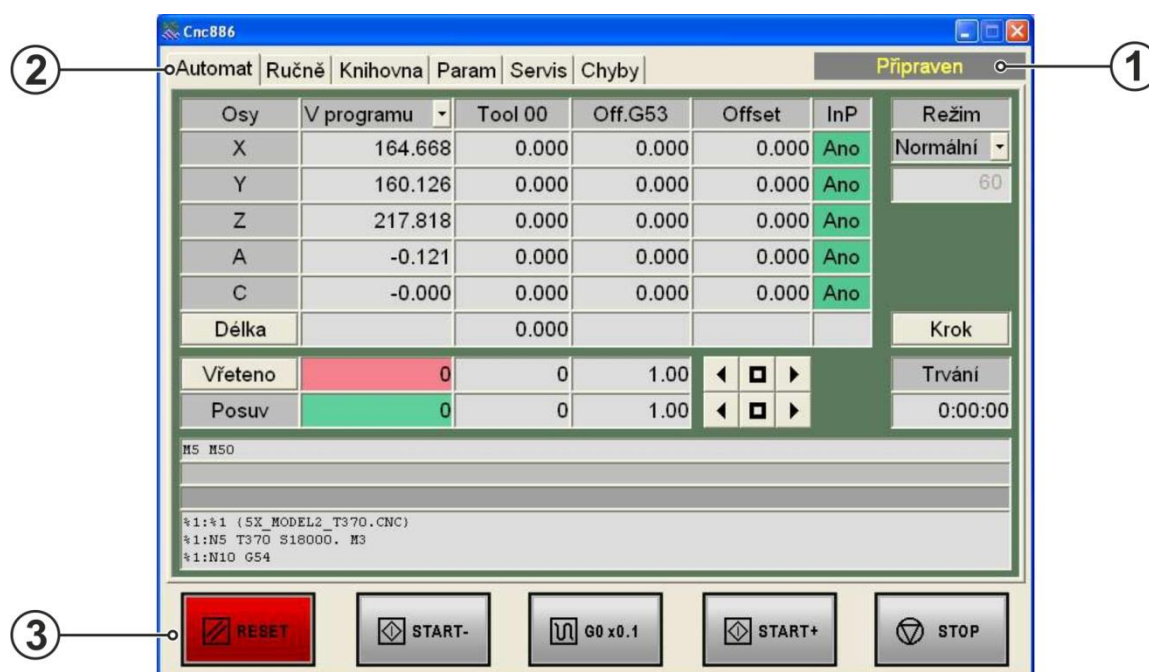 Cnc886
Automat Ručně Knihovna Param Servis Chyby Připraven
Osy V programu Tool 00 Off.G53 Offset InP Režim
X 164.668 0.000 0.000 0.000 Ano Normální
Y 160.126 0.000 0.000 0.000 Ano 60
Z 217.818 0.000 0.000 0.000 Ano
A -0.121 0.000 0.000 0.000 Ano
C -0.000 0.000 0.000 0.000 Ano
Délka 0.000 Krok
Vřeteno 0 0 1.00 Trvání
Posuv 0 0 1.00 0:00:00
M5 M50
%1:%1 (5X_MODEL2_T370.CNC)
%1:N5 T370 S18000. M3
%1:N10 G54
RESET START- G0 x0.1 START+ STOP
1
2
3